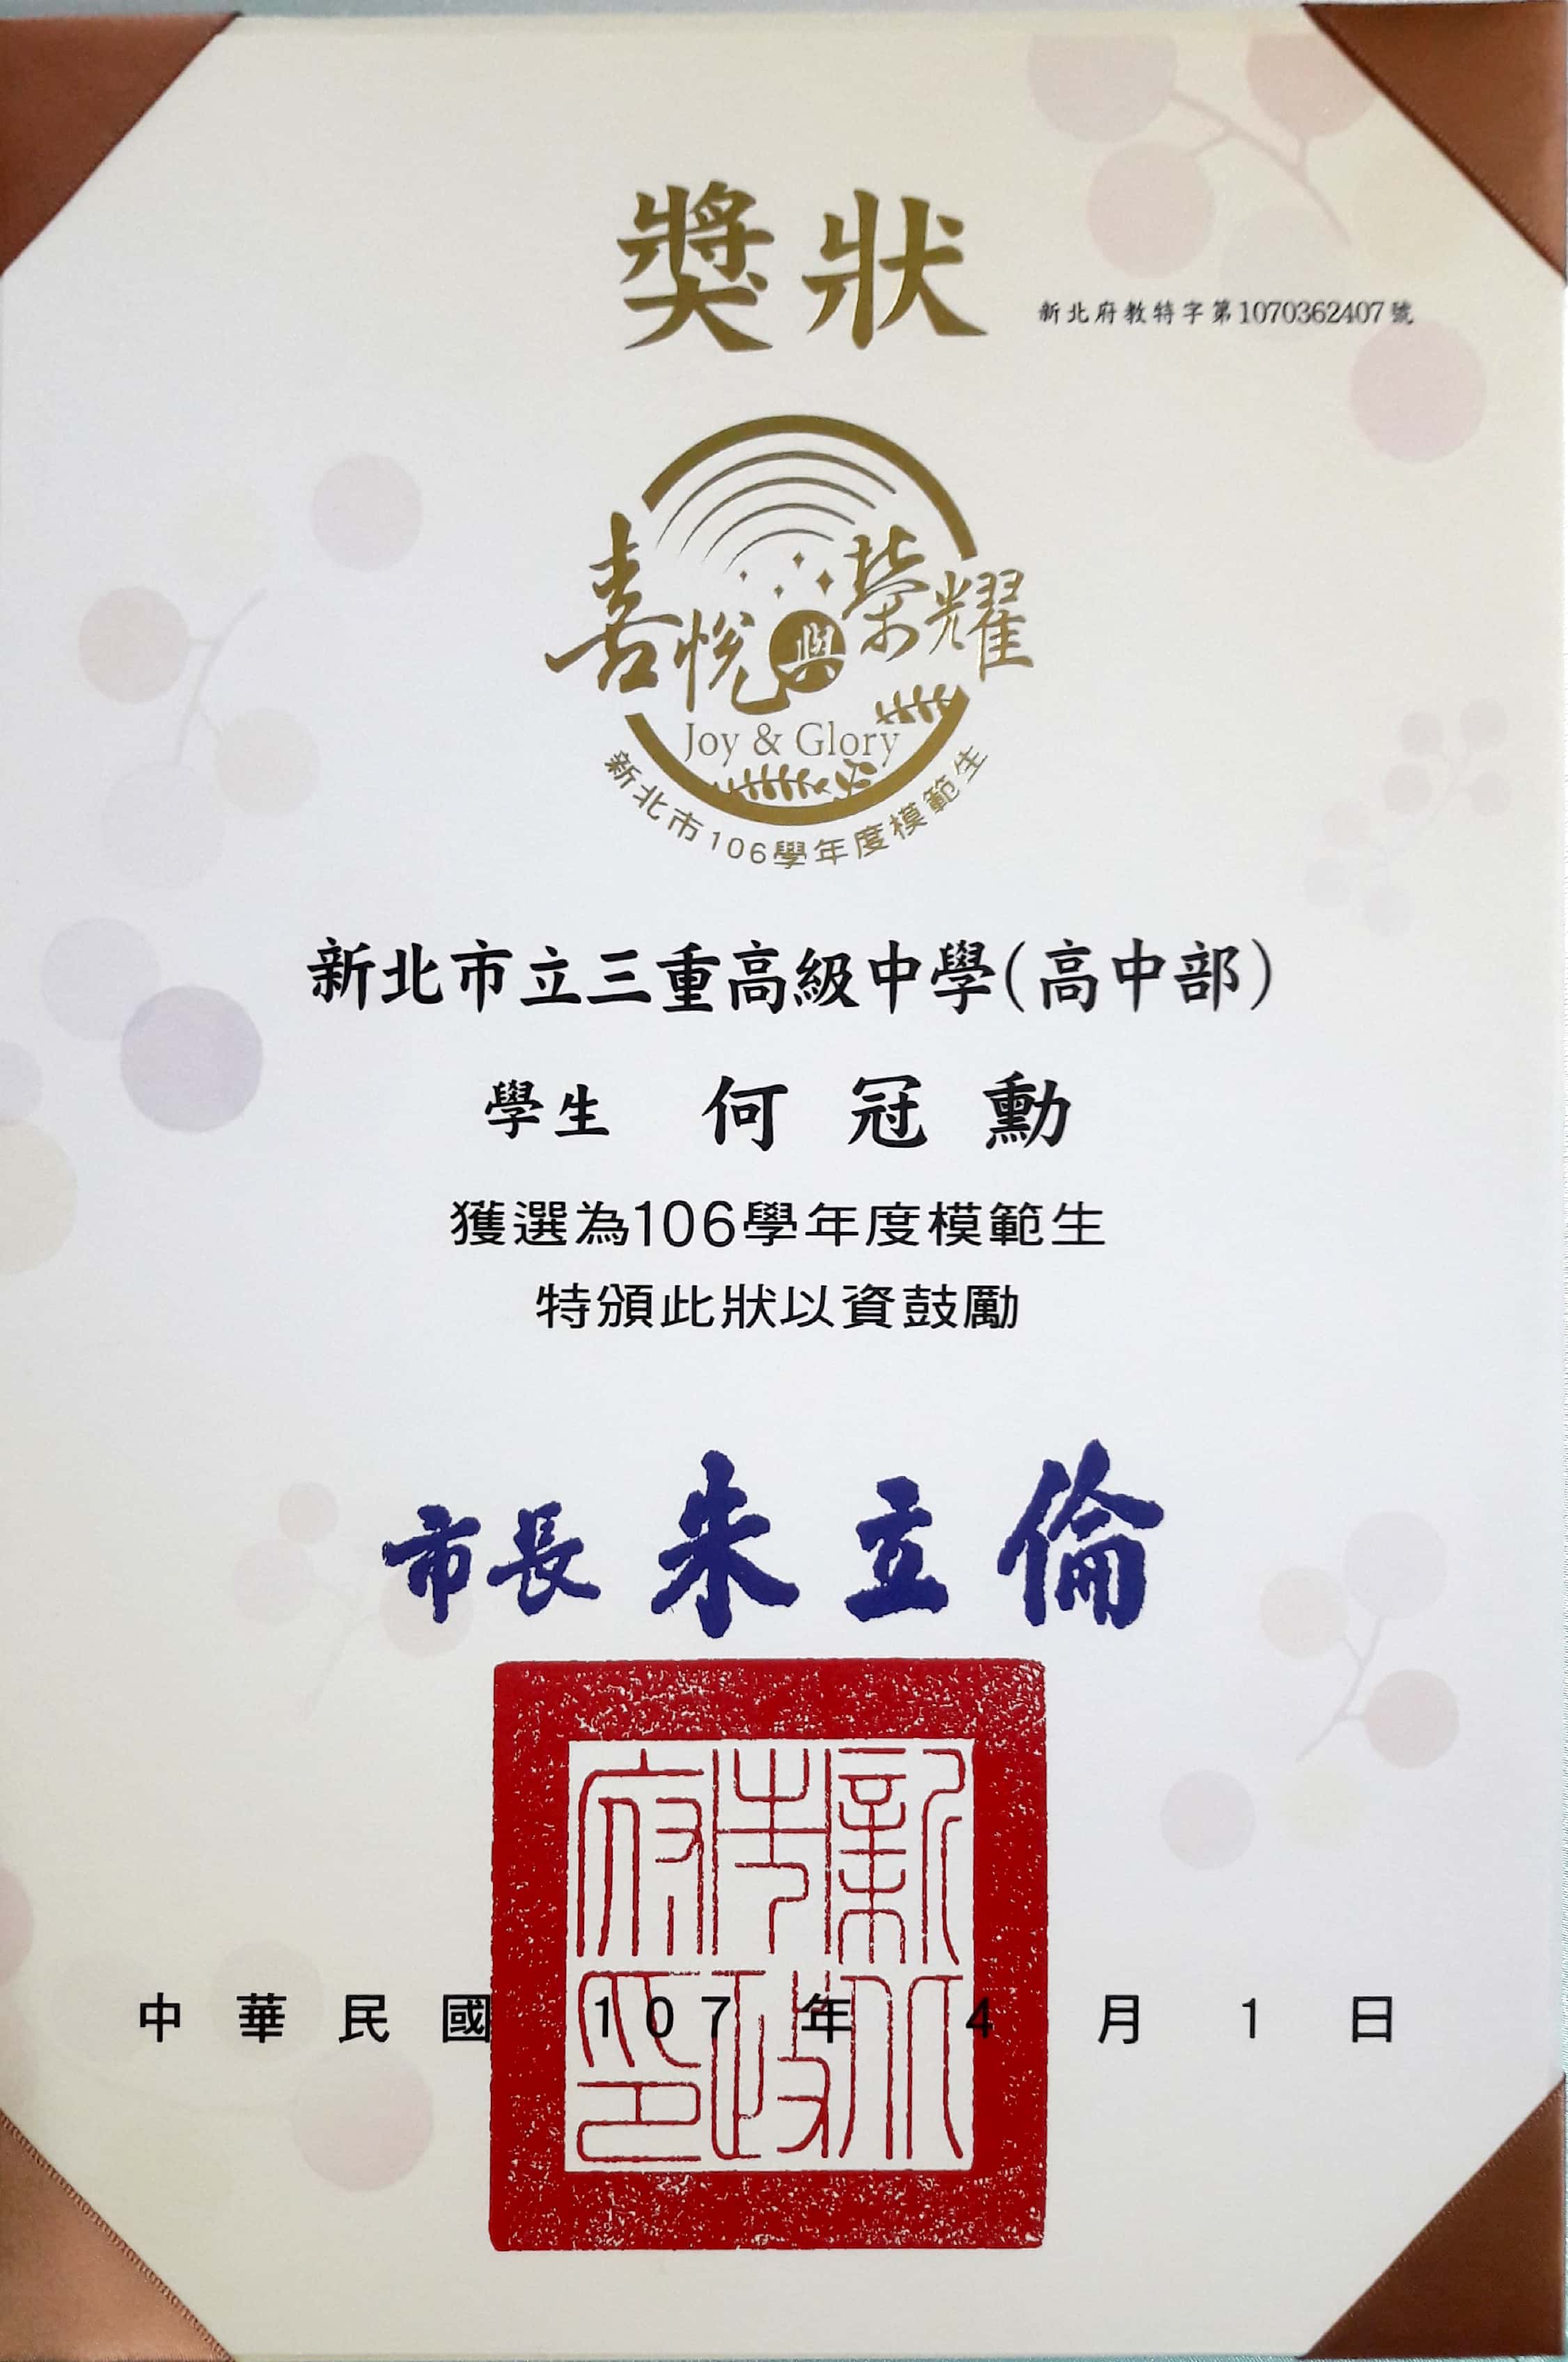 獎狀
新北府教特字第1070362407號
喜悅與榮耀
Joy & Glory
新北市106學年度模範生
新北市立三重高級中學(高中部)
學生 何冠勳
獲選為106學年度模範生
特頒此狀以資鼓勵
市長 朱立倫
新北市政府印
中華民國107年4月1日